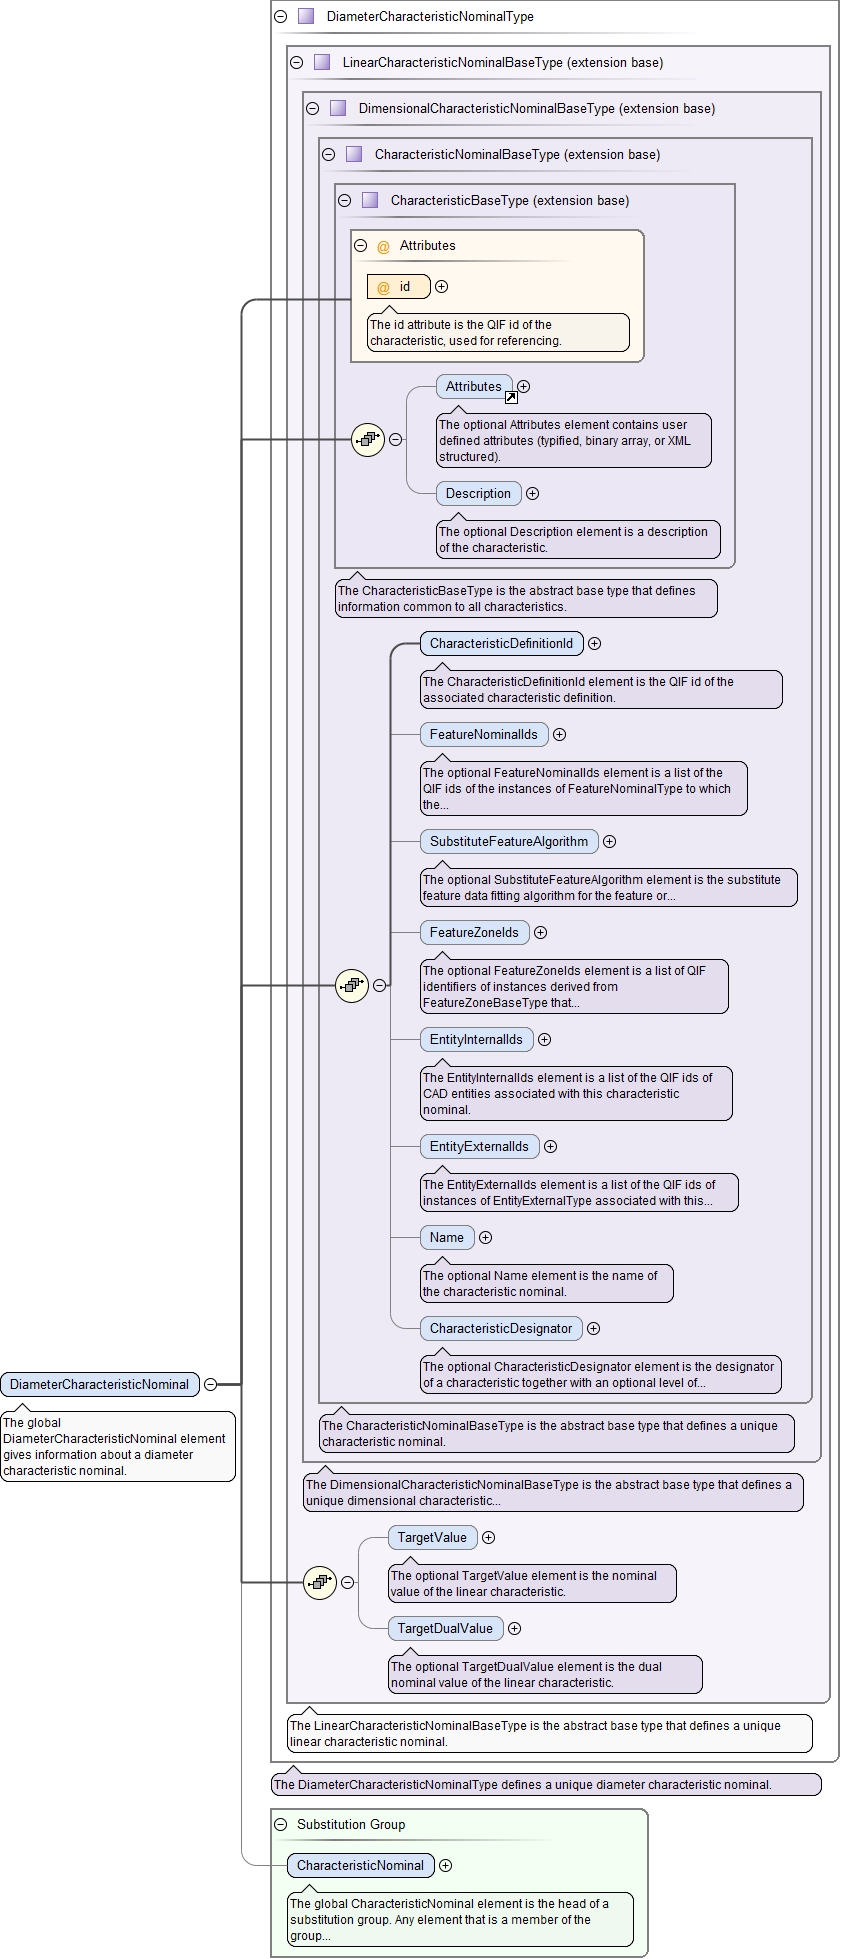 DiameterCharacteristicNominalType
LinearCharacteristicNominalBaseType (extension base)
DimensionalCharacteristicNominalBaseType (extension base)
CharacteristicNominalBaseType (extension base)
CharacteristicBaseType (extension base)
@ Attributes
@ id
The id attribute is the QIF id of the
characteristic, used for referencing.
Attributes
The optional Attributes element contains user
defined attributes (typified, binary array, or XML
structured).
Description
The optional Description element is a description
of the characteristic.
The CharacteristicBaseType is the abstract base type that defines
information common to all characteristics.
CharacteristicDefinitionId
The CharacteristicDefinitionId element is the QIF id of the
associated characteristic definition.
FeatureNominalIds
The optional FeatureNominalIds element is a list of the
QIF ids of the instances of FeatureNominalType to which
the...
SubstituteFeatureAlgorithm
The optional SubstituteFeatureAlgorithm element is the substitute
feature data fitting algorithm for the feature or...
FeatureZoneIds
The optional FeatureZoneIds element is a list of QIF
identifiers of instances derived from
FeatureZoneBaseType that...
EntityInternalIds
The EntityInternalIds element is a list of the QIF ids of
CAD entities associated with this characteristic
nominal.
EntityExternalIds
The EntityExternalIds element is a list of the QIF ids of
instances of EntityExternalType associated with this...
Name
The optional Name element is the name of
the characteristic nominal.
CharacteristicDesignator
The optional CharacteristicDesignator element is the designator
of a characteristic together with an optional level of...
DiameterCharacteristicNominal
The global
DiameterCharacteristicNominal element
gives information about a diameter
characteristic nominal.
The CharacteristicNominalBaseType is the abstract base type that defines a unique
characteristic nominal.
The DimensionalCharacteristicNominalBaseType is the abstract base type that defines a
unique dimensional characteristic...
TargetValue
The optional TargetValue element is the nominal
value of the linear characteristic.
TargetDualValue
The optional TargetDualValue element is the dual
nominal value of the linear characteristic.
The LinearCharacteristicNominalBaseType is the abstract base type that defines a unique
linear characteristic nominal.
The DiameterCharacteristicNominalType defines a unique diameter characteristic nominal.
Substitution Group
CharacteristicNominal
The global CharacteristicNominal element is the head of a
substitution group. Any element that is a member of the
group...